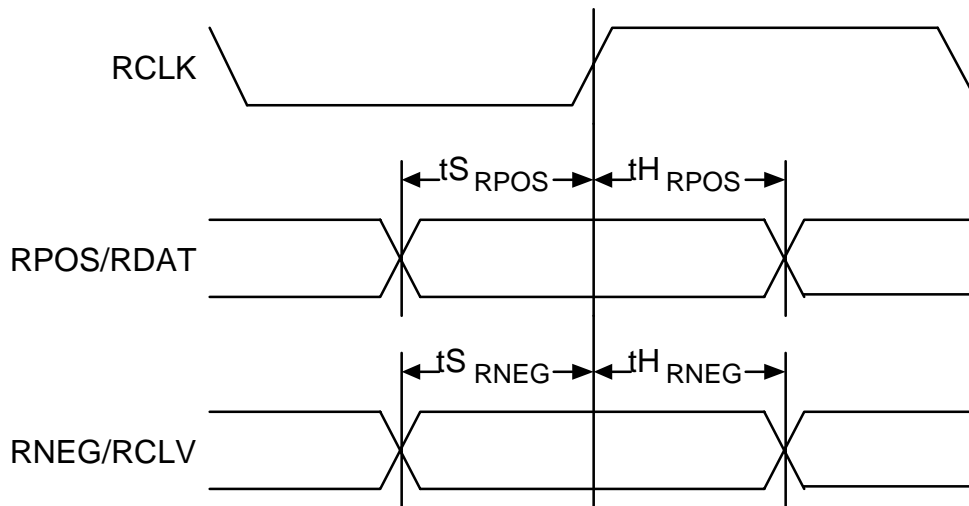 RCLK
tS RPOS tH RPOS
RPOS/RDAT
tS RNEG tH RNEG
RNEG/RCLV